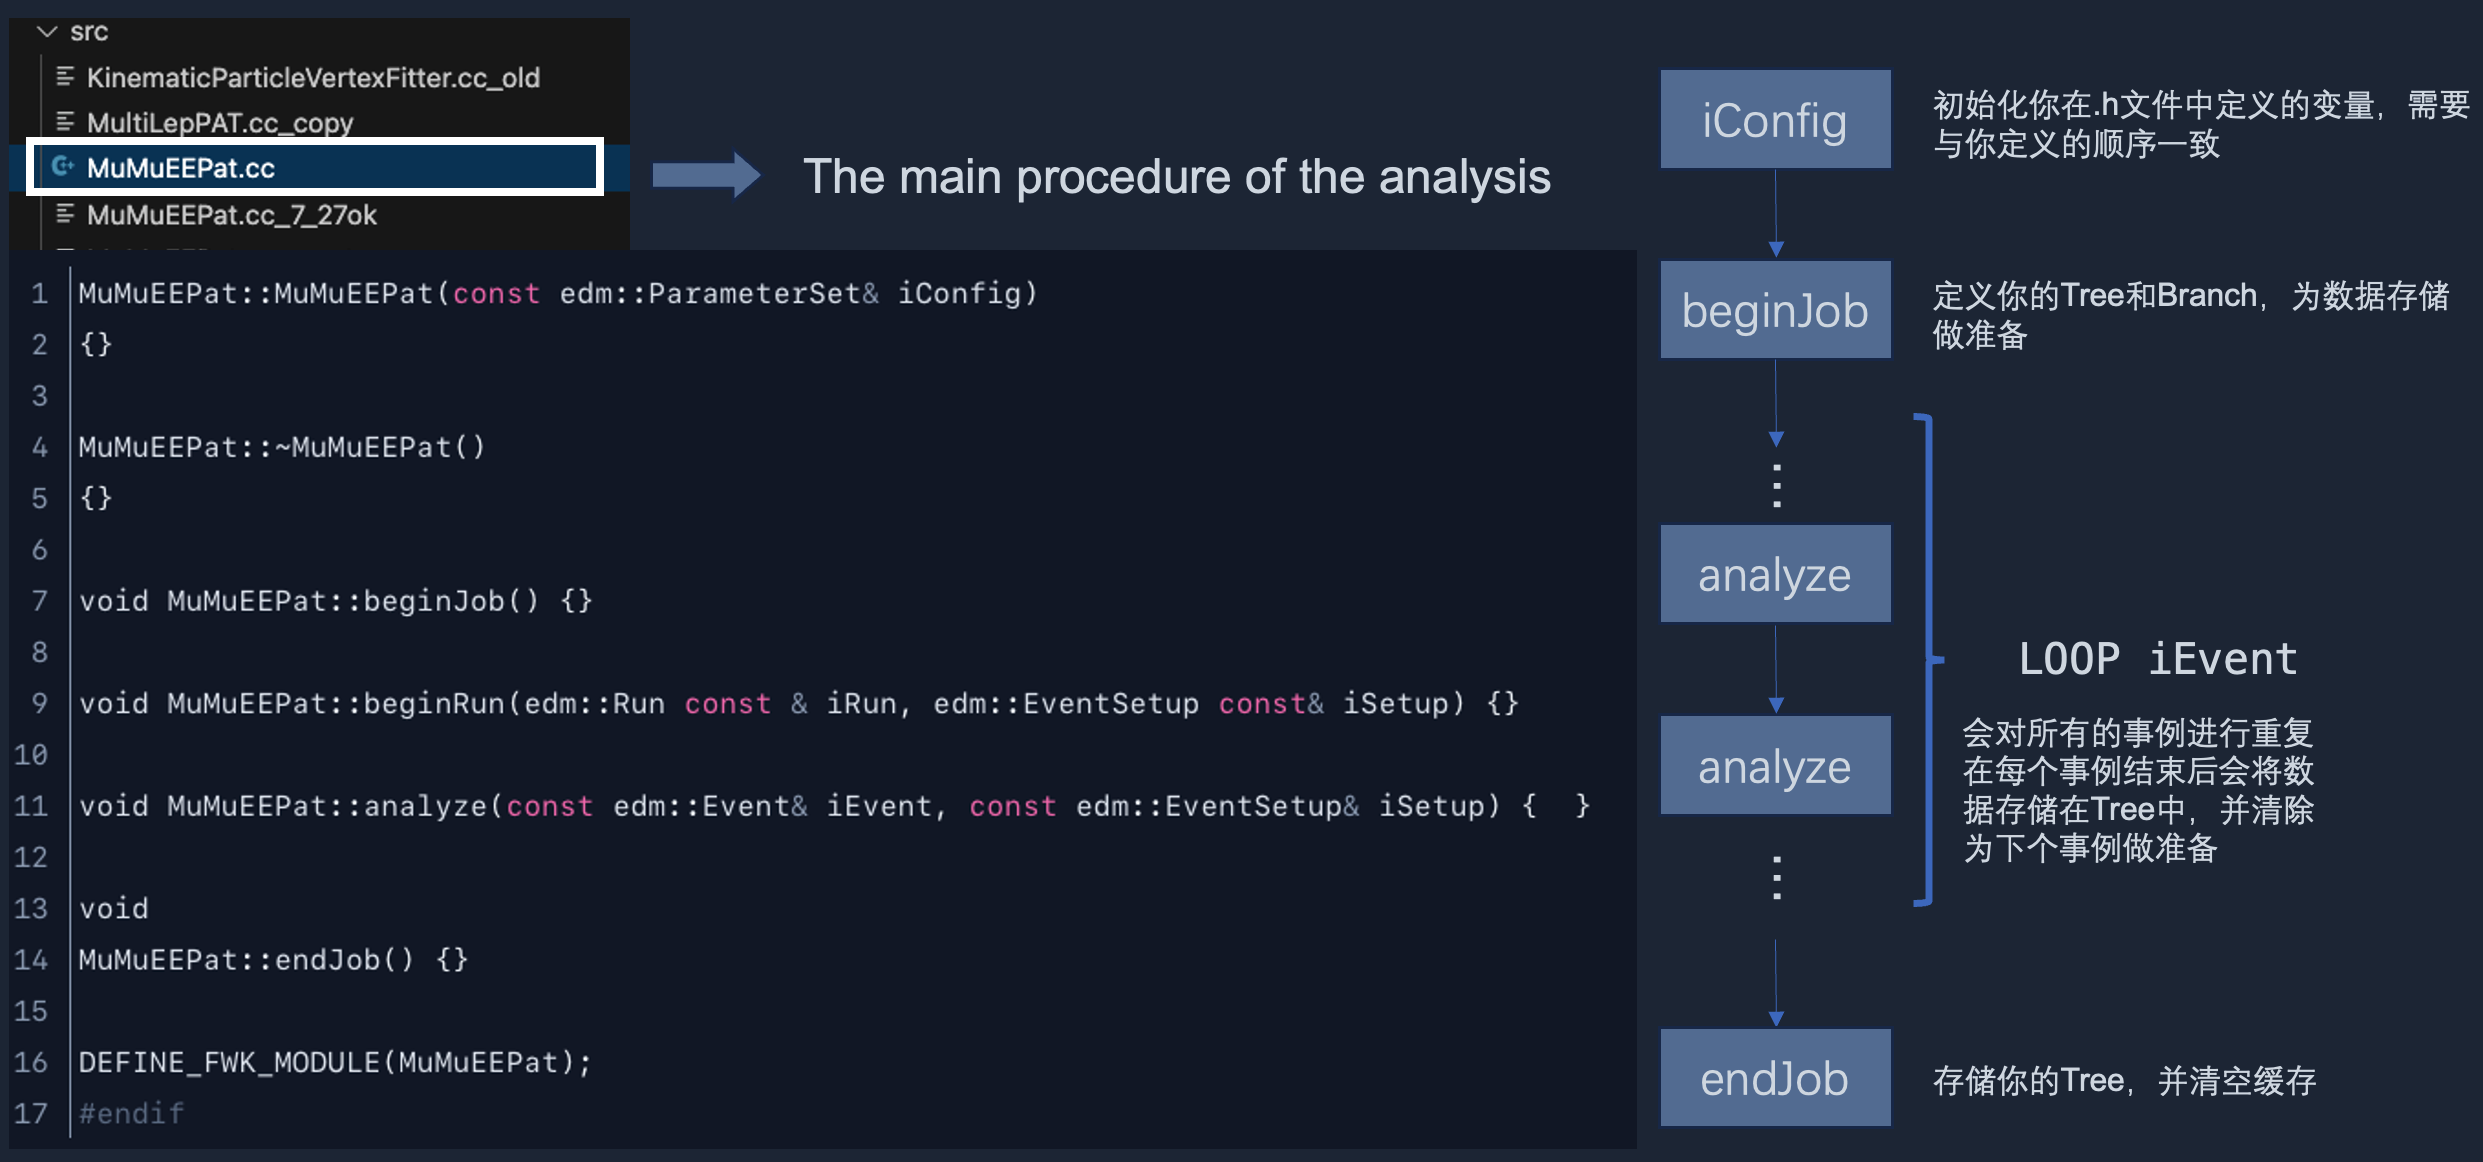 src
KinematicParticleVertexFitter.cc_old
MultiLepPAT.cc_copy
MuMuEEPat.cc
MuMuEEPat.cc_7_27ok
The main procedure of the analysis
1 MuMuEEPat::MuMuEEPat(const edm::ParameterSet& iConfig)
2 {}
3
4 MuMuEEPat::~MuMuEEPat()
5 {}
6
7 void MuMuEEPat::beginJob() {}
8
9 void MuMuEEPat::beginRun(edm::Run const & iRun, edm::EventSetup const& iSetup) {}
10
11 void MuMuEEPat::analyze(const edm::Event& iEvent, const edm::EventSetup& iSetup) {  }
12
13 void
14 MuMuEEPat::endJob() {}
15
16 DEFINE_FWK_MODULE(MuMuEEPat);
17 #endif
iConfig
初始化你在.h文件中定义的变量，需要
与你定义的顺序一致
beginJob
定义你的Tree和Branch，为数据存储
做准备
analyze
analyze
LOOP iEvent
会对所有的事例进行重复
在每个事例结束后会将数
据存储在Tree中，并清除
为下个事例做准备
endJob
存储你的Tree，并清空缓存